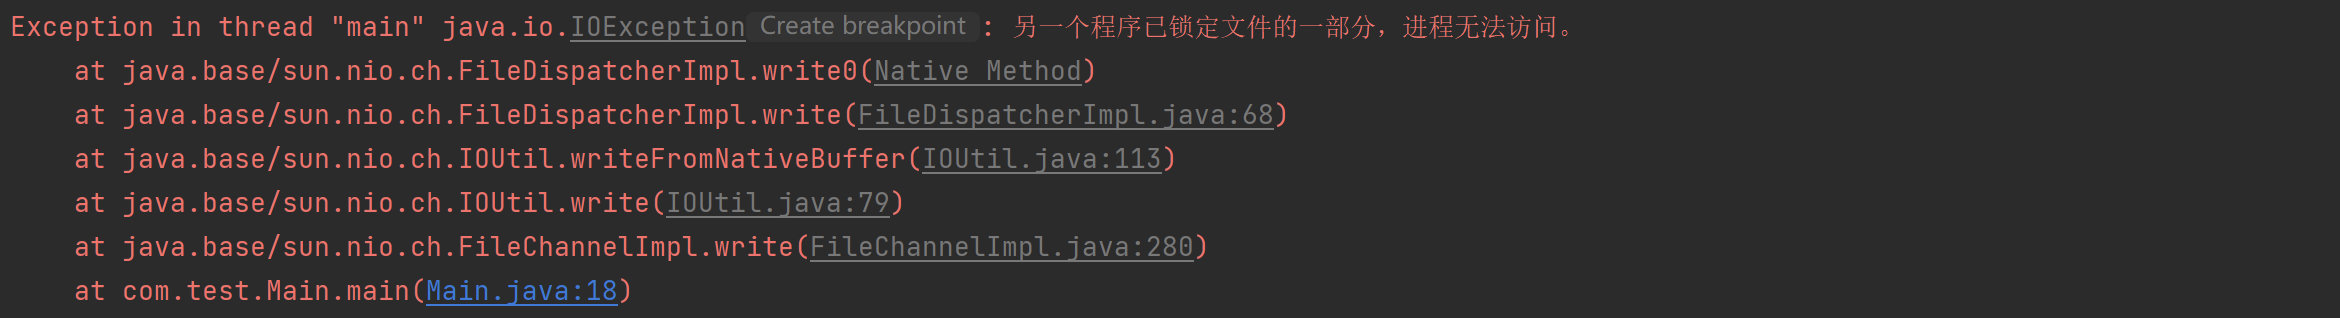 Exception in thread "main" java.io.IOException Create breakpoint : 另一个程序已锁定文件的一部分，进程无法访问。
at java.base/sun.nio.ch.FileDispatcherImpl.write0(Native Method)
at java.base/sun.nio.ch.FileDispatcherImpl.write(FileDispatcherImpl.java:68)
at java.base/sun.nio.ch.IOUtil.writeFromNativeBuffer(IOUtil.java:113)
at java.base/sun.nio.ch.IOUtil.write(IOUtil.java:79)
at java.base/sun.nio.ch.FileChannelImpl.write(FileChannelImpl.java:280)
at com.test.Main.main(Main.java:18)